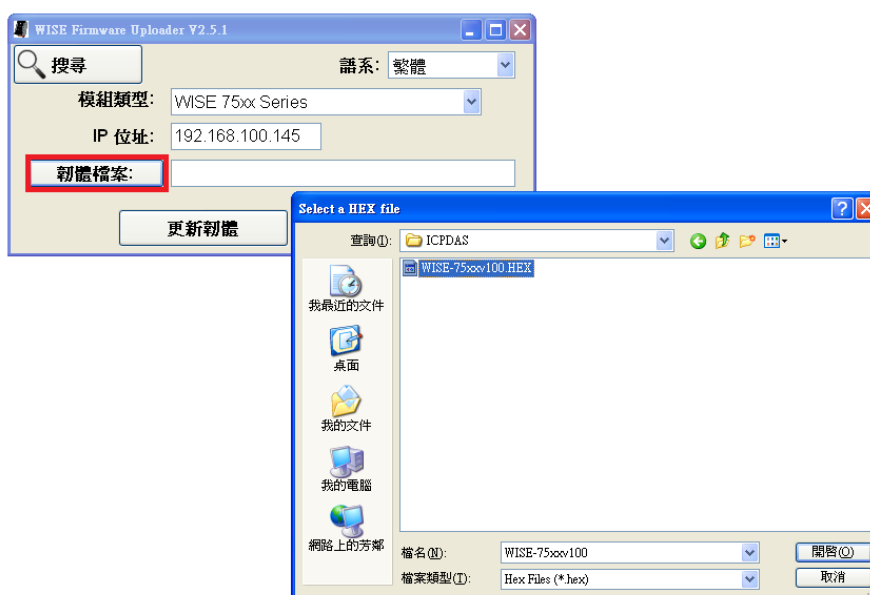 WISE Firmware Uploader V2.5.1
搜尋
語系: 繁體
模組類型: WISE 75xx Series
IP 位址: 192.168.100.145
韌體檔案:
更新韌體
Select a HEX file
查詢(I): ICPDAS
WISE-75xxv100.HEX
我最近的文件
桌面
我的文件
我的電腦
網路上的芳鄰
檔名(N): WISE-75xxv100 開啓(O)
檔案類型(T): Hex Files (*.hex) 取消